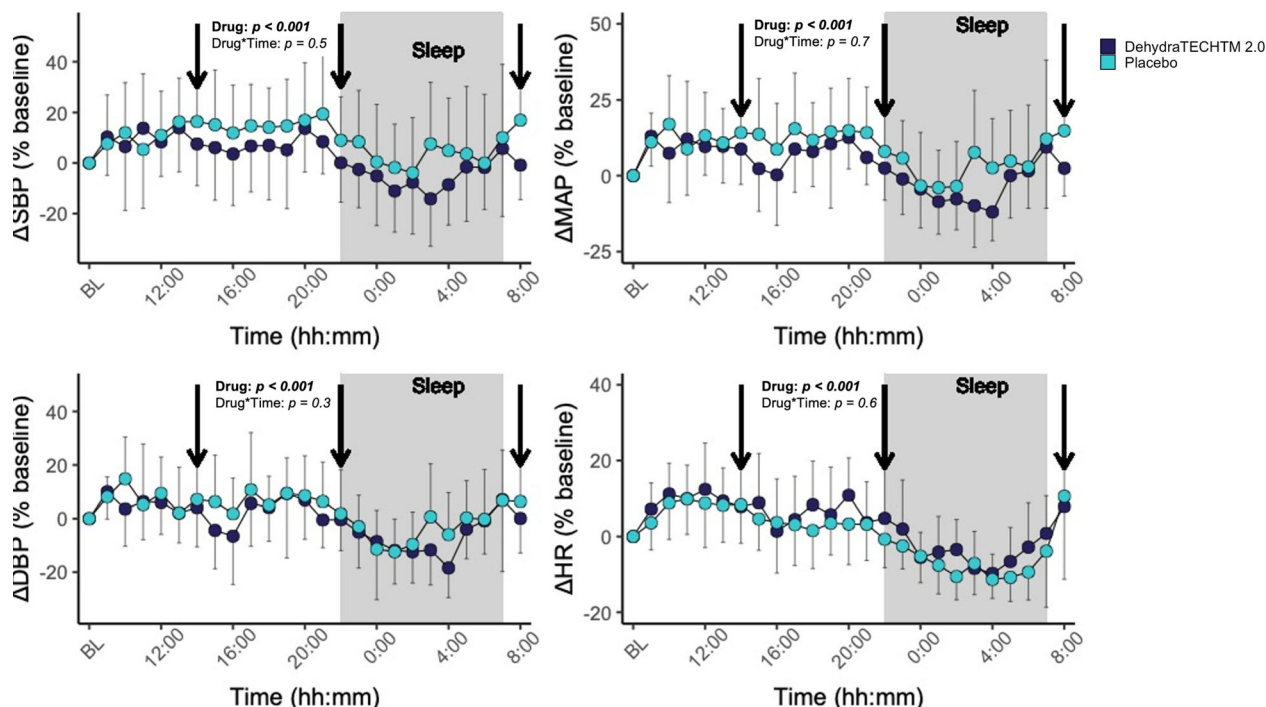 Drug: p < 0.001
Drug*Time: p = 0.5
Sleep
ΔSBP (% baseline)
40
20
0
-20
BL
12:00
16:00
20:00
0:00
4:00
8:00
Time (hh:mm)
Drug: p < 0.001
Drug*Time: p = 0.7
Sleep
ΔMAP (% baseline)
50
25
0
-25
BL
12:00
16:00
20:00
0:00
4:00
8:00
Time (hh:mm)
DehydraTECHTM 2.0
Placebo
Drug: p < 0.001
Drug*Time: p = 0.3
Sleep
ΔDBP (% baseline)
40
20
0
-20
BL
12:00
16:00
20:00
0:00
4:00
8:00
Time (hh:mm)
Drug: p < 0.001
Drug*Time: p = 0.6
Sleep
ΔHR (% baseline)
40
20
0
-20
BL
12:00
16:00
20:00
0:00
4:00
8:00
Time (hh:mm)